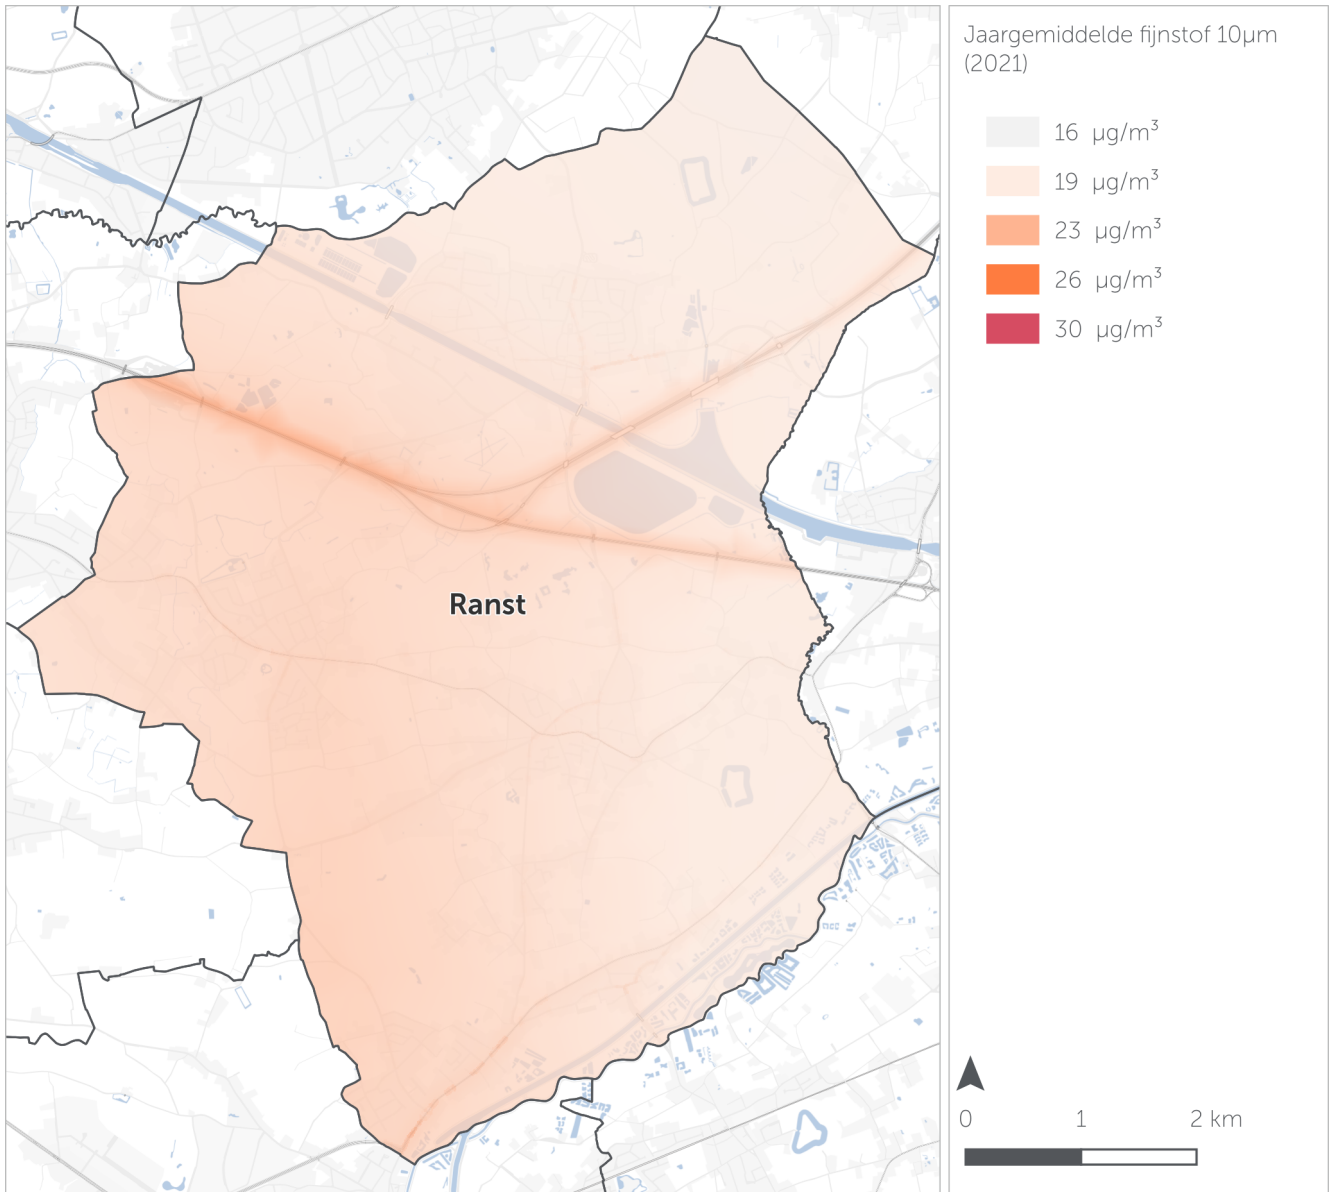 Jaargemiddelde fijnstof 10µm
(2021)
16 µg/m³
19 µg/m³
23 µg/m³
26 µg/m³
30 µg/m³
Ranst
0 1 2 km